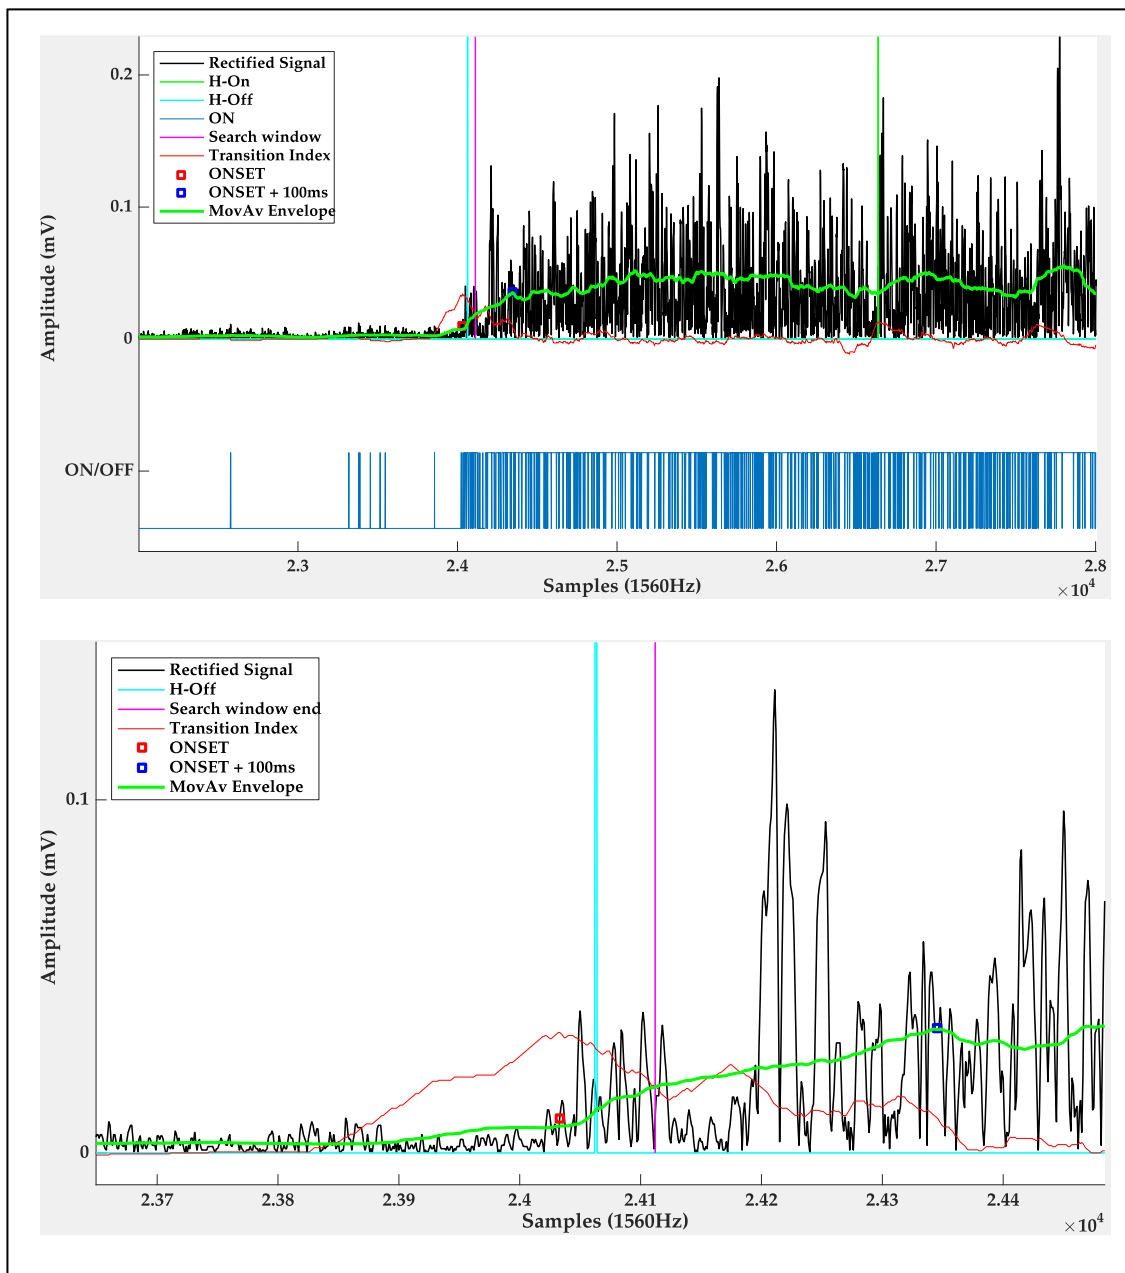 Rectified Signal
H-On
H-Off
ON
Search window
Transition Index
ONSET
ONSET + 100ms
MovAv Envelope
Amplitude (mV)
0.2
0.1
0
ON/OFF
2.3 2.4 2.5 2.6 2.7 2.8
Samples (1560Hz)
×10⁴
Rectified Signal
H-Off
Search window end
Transition Index
ONSET
ONSET + 100ms
MovAv Envelope
Amplitude (mV)
0.1
0
2.37 2.38 2.39 2.4 2.41 2.42 2.43 2.44
Samples (1560Hz)
×10⁴